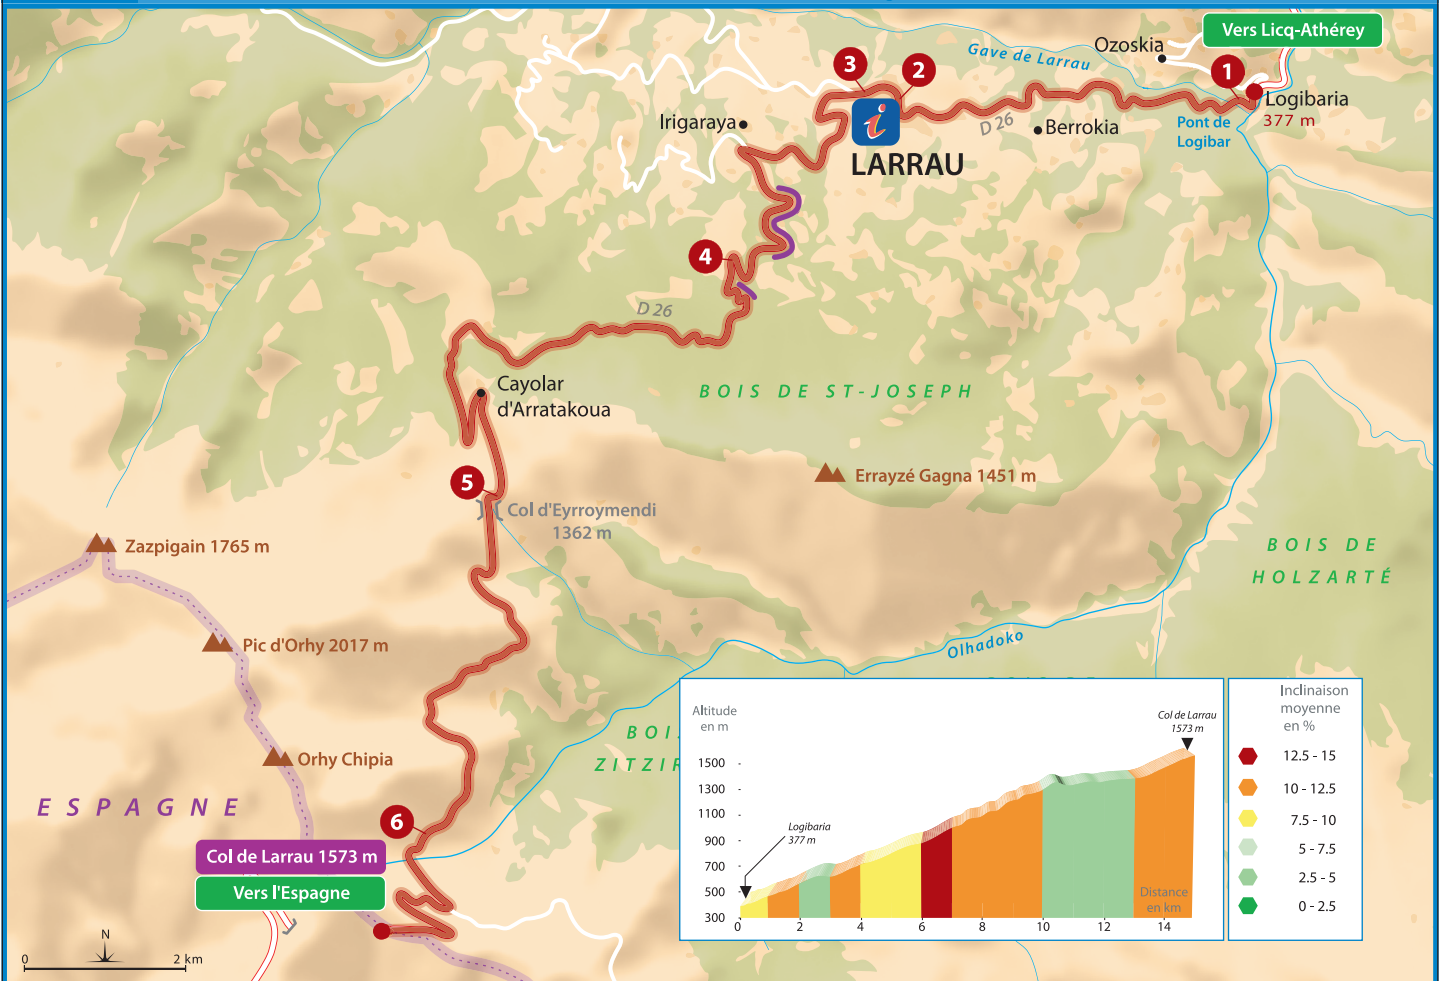 Vers Licq-Athérey
Ozoskia
Gave de Larrau
3
2
1
Logibaria
377 m
Irigaraya
D 26
Berrokia
Pont de
Logibar
LARRAU
4
D 26
Cayolar
d'Arratakoua
BOIS DE ST-JOSEPH
5
Errayzé Gagna 1451 m
Col d'Eyrroymendi
1362 m
Zazpigain 1765 m
BOIS DE
HOLZARTÉ
Pic d'Orhy 2017 m
Olhadoko
Orhy Chipia
ESPAGNE
6
Col de Larrau 1573 m
Vers l'Espagne
N
0
2 km
Altitude
en m
Col de Larrau
1573 m
1500
1300
1100
900
700
500
300
Logibaria
377 m
Distance
en km
0
2
4
6
8
10
12
14
Inclinaison
moyenne
en %
12.5 - 15
10 - 12.5
7.5 - 10
5 - 7.5
2.5 - 5
0 - 2.5